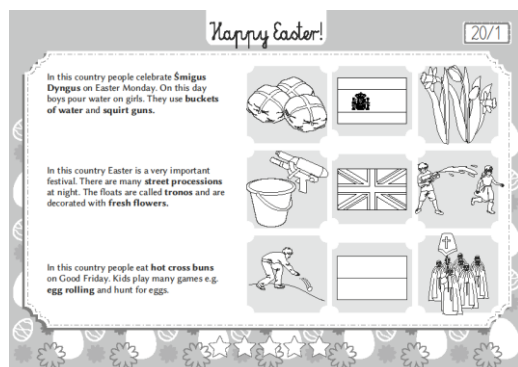 Happy Easter!
20/1
In this country people celebrate Śmigus
Dyngus on Easter Monday. On this day
boys pour water on girls. They use buckets
of water and squirt guns.
In this country Easter is a very important
festival. There are many street processions
at night. The floats are called tronos and are
decorated with fresh flowers.
In this country people eat hot cross buns
on Good Friday. Kids play many games e.g.
egg rolling and hunt for eggs.